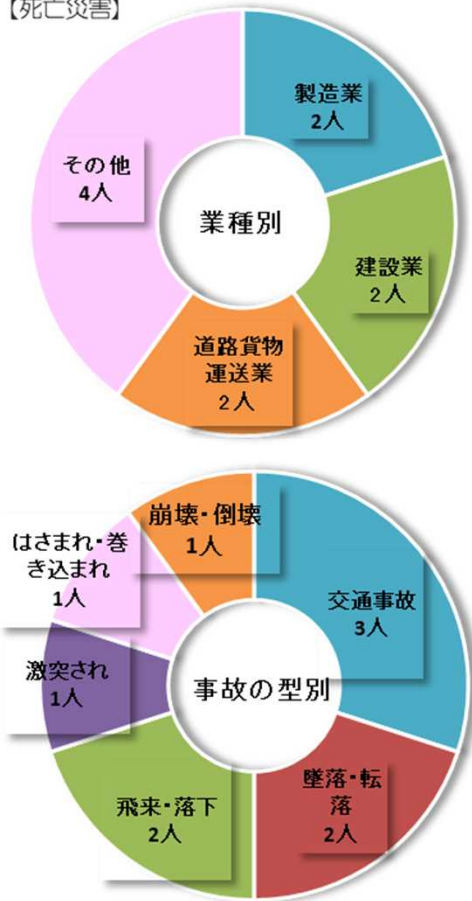 【死亡災害】
製造業
2人
その他
4人
業種別
建設業
2人
道路貨物
運送業
2人
崩壊・倒壊
1人
はさまれ・巻
き込まれ
1人
交通事故
3人
激突され
1人
事故の型別
墜落・転
落
2人
飛来・落下
2人